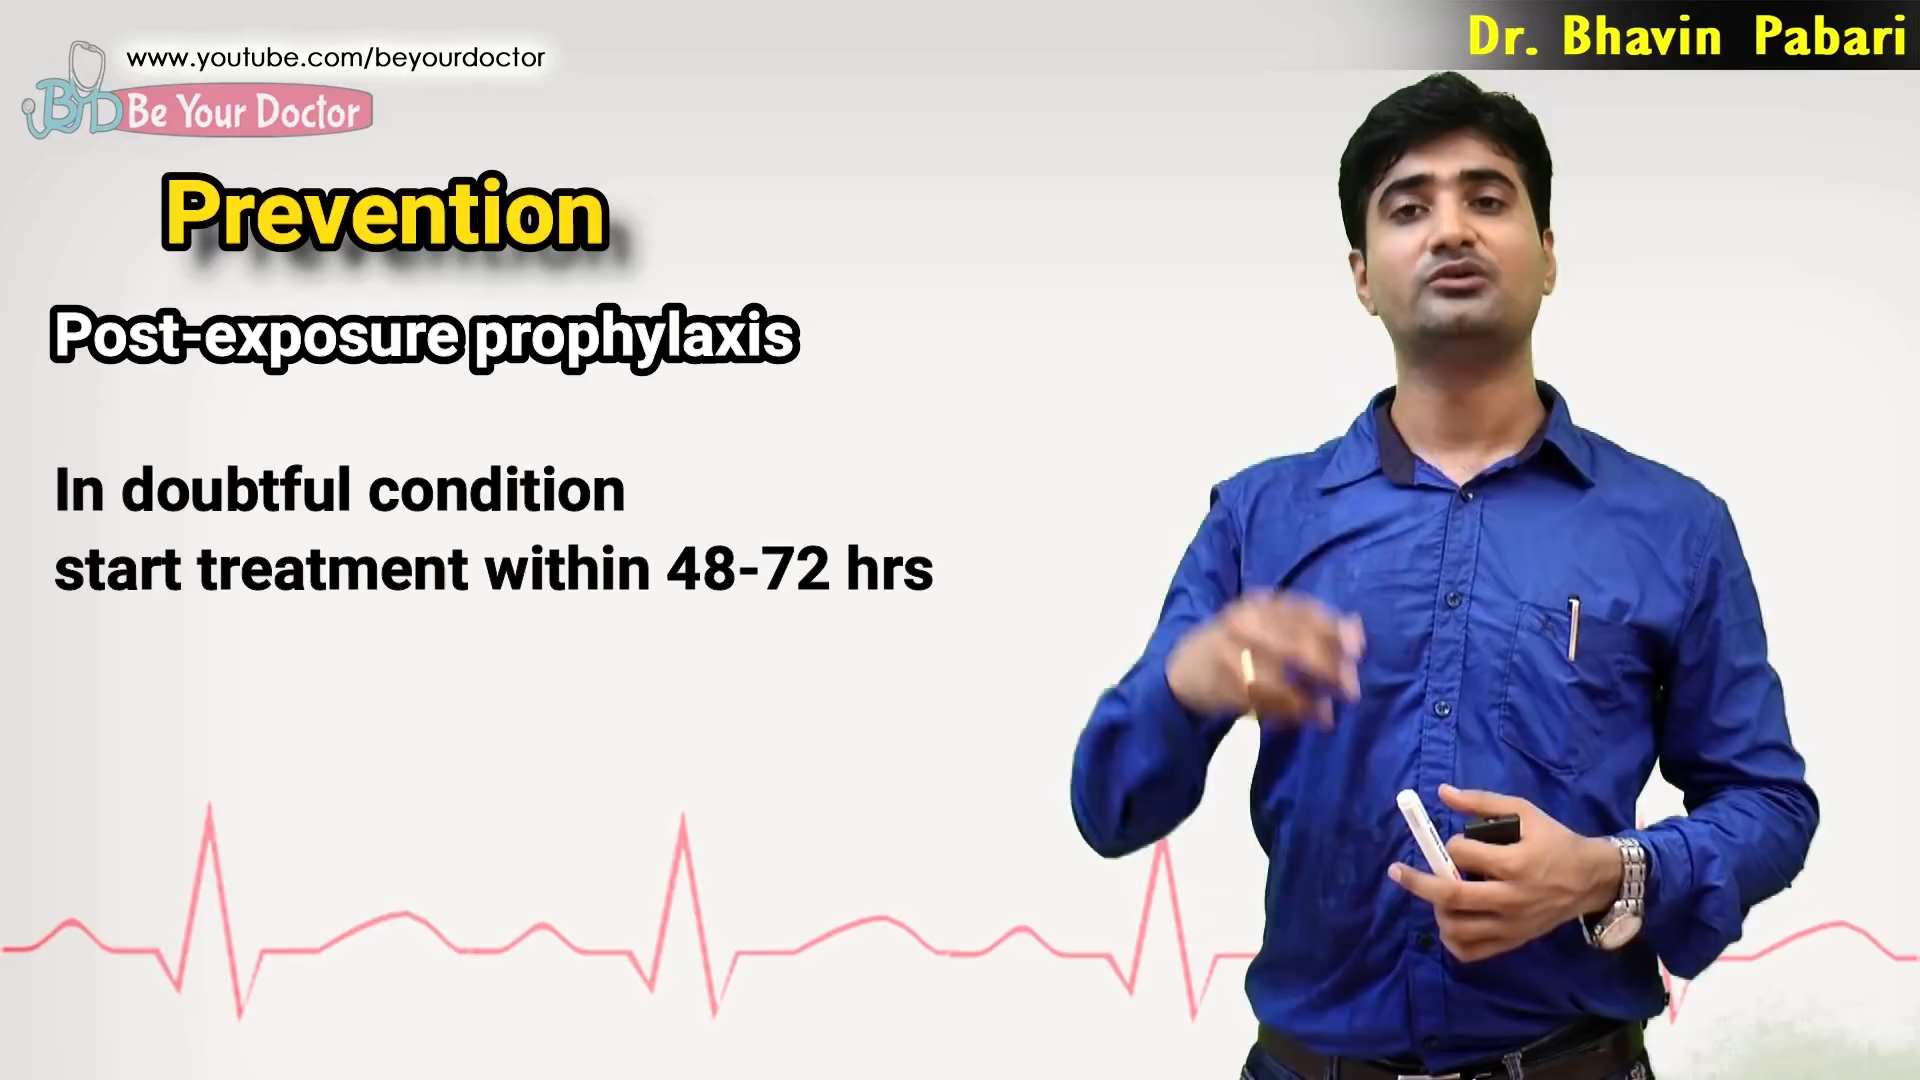 www.youtube.com/beyourdoctor
Dr. Bhavin Pabari
BYD Be Your Doctor
Prevention
Post-exposure prophylaxis
In doubtful condition
start treatment within 48-72 hrs